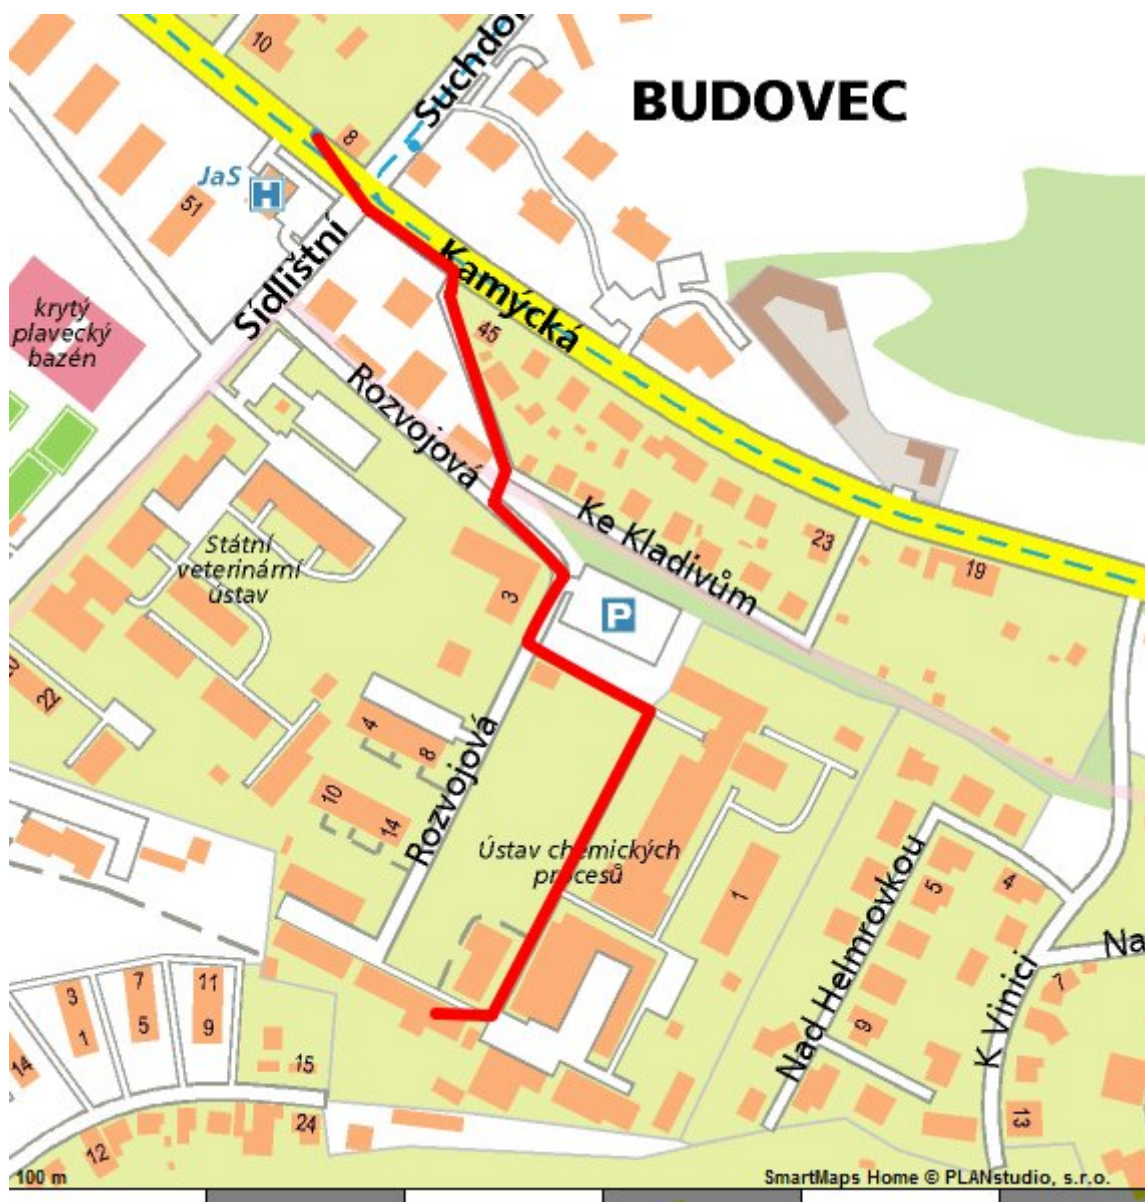 10
Suchdol
BUDOVEC
8
JaS
H
51
Sídlištní
Kamýcká
krytý
plavecký
bazén
45
Rozvojová
Ke Kladivům
23
19
Státní
veterinární
ústav
3
P
22
4
8
Rozvojová
10
14
Ústav chemických
procesů
1
Nad Helmrovkou
5
4
Na
K Vinici
7
3
1
7
5
11
9
9
14
15
24
12
13
100 m
SmartMaps Home © PLANstudio, s.r.o.